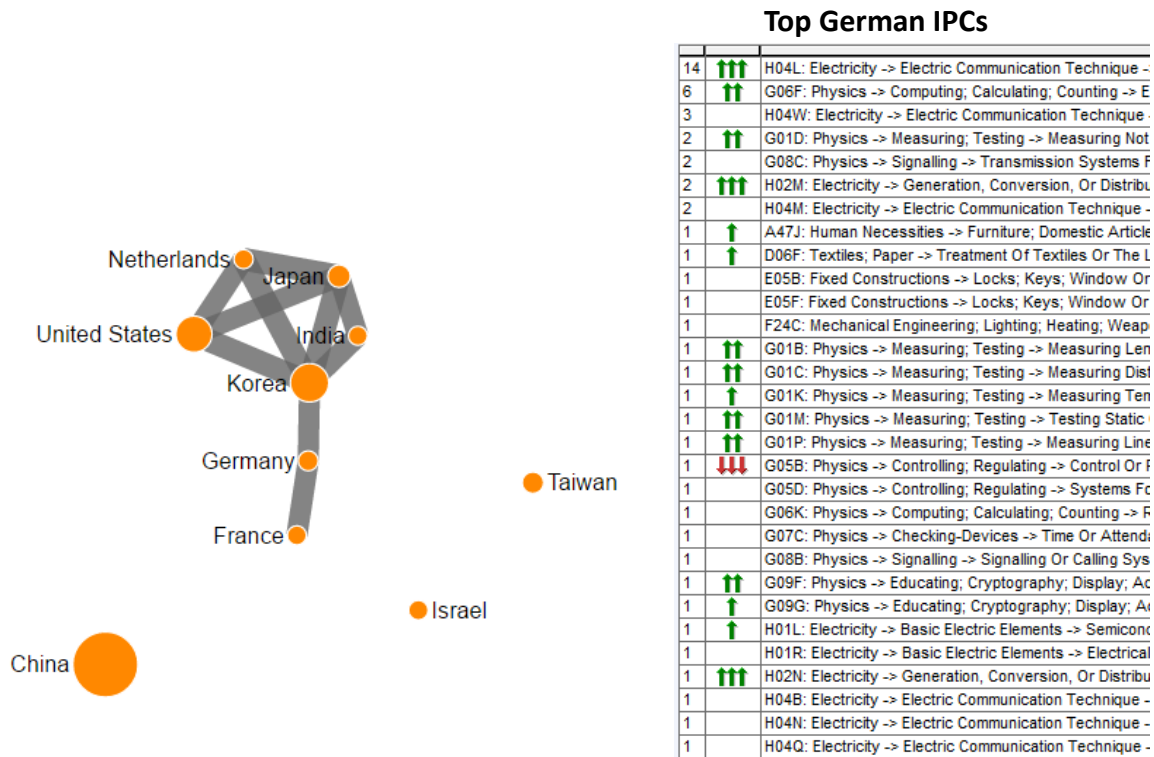 Top German IPCs
Netherlands
Japan
United States
India
Korea
Germany
Taiwan
France
Israel
China
14 H04L: Electricity -> Electric Communication Technique -
6 G06F: Physics -> Computing; Calculating; Counting -> E
3 H04W: Electricity -> Electric Communication Technique
2 G01D: Physics -> Measuring; Testing -> Measuring Not
2 G08C: Physics -> Signalling -> Transmission Systems F
2 H02M: Electricity -> Generation, Conversion, Or Distribu
2 H04M: Electricity -> Electric Communication Technique -
1 A47J: Human Necessities -> Furniture; Domestic Article
1 D06F: Textiles; Paper -> Treatment Of Textiles Or The L
1 E05B: Fixed Constructions -> Locks; Keys; Window Or
1 E05F: Fixed Constructions -> Locks; Keys; Window Or
1 F24C: Mechanical Engineering; Lighting; Heating; Weap
1 G01B: Physics -> Measuring; Testing -> Measuring Len
1 G01C: Physics -> Measuring; Testing -> Measuring Dist
1 G01K: Physics -> Measuring; Testing -> Measuring Tem
1 G01M: Physics -> Measuring; Testing -> Testing Static
1 G01P: Physics -> Measuring; Testing -> Measuring Line
1 G05B: Physics -> Controlling; Regulating -> Control Or
1 G05D: Physics -> Controlling; Regulating -> Systems Fo
1 G06K: Physics -> Computing; Calculating; Counting -> R
1 G07C: Physics -> Checking-Devices -> Time Or Attenda
1 G08B: Physics -> Signalling -> Signalling Or Calling Sys
1 G09F: Physics -> Educating; Cryptography; Display; Ad
1 G09G: Physics -> Educating; Cryptography; Display; Ad
1 H01L: Electricity -> Basic Electric Elements -> Semicond
1 H01R: Electricity -> Basic Electric Elements -> Electrical
1 H02N: Electricity -> Generation, Conversion, Or Distribu
1 H04B: Electricity -> Electric Communication Technique -
1 H04N: Electricity -> Electric Communication Technique -
1 H04Q: Electricity -> Electric Communication Technique -